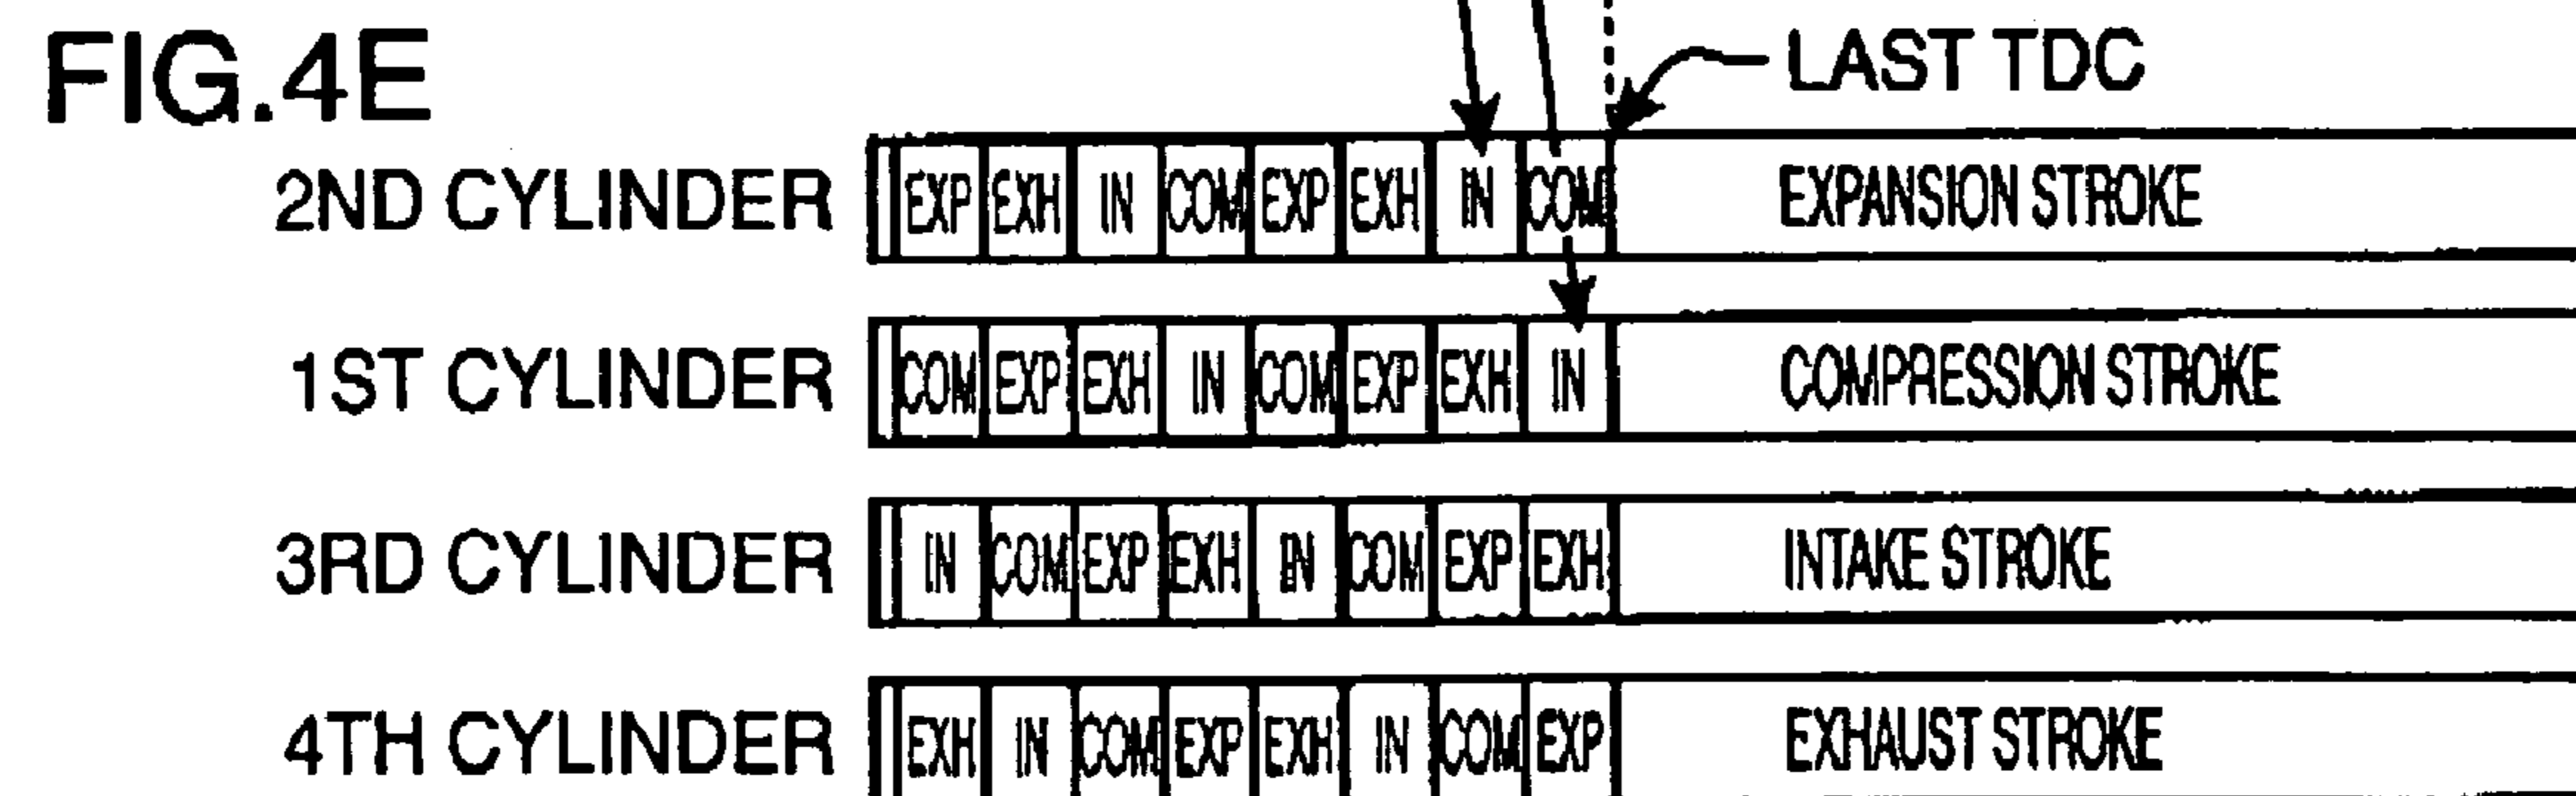 FIG.4E
LAST TDC
2ND CYLINDER EXP EXH IN COM EXP EXH IN COM EXPANSION STROKE
1ST CYLINDER COM EXP EXH IN COM EXP EXH IN COMPRESSION STROKE
3RD CYLINDER IN COM EXP EXH IN COM EXP EXH INTAKE STROKE
4TH CYLINDER EXH IN COM EXP EXH IN COM EXP EXHAUST STROKE